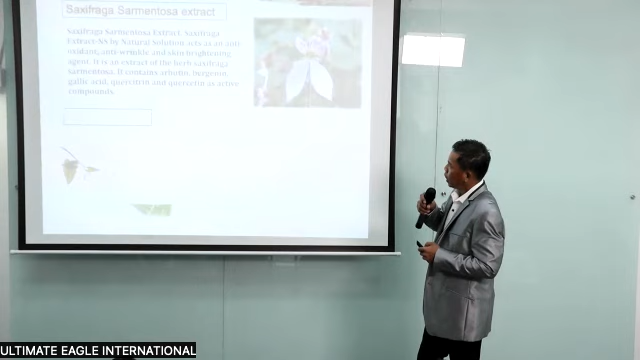 Saxifraga Sarmentosa extract
Saxifraga Sarmentosa Extract. Saxifraga
Extract-SS by Natural Solution acts as an anti-
oxidant, anti-wrinkle and skin brightening
agent. It is an extract of the herb saxifraga
sarmentosa. It contains arbutin, bergenin
gallic acid, quercitrin and quercetin as active
compounds
ULTIMATE EAGLE INTERNATIONAL